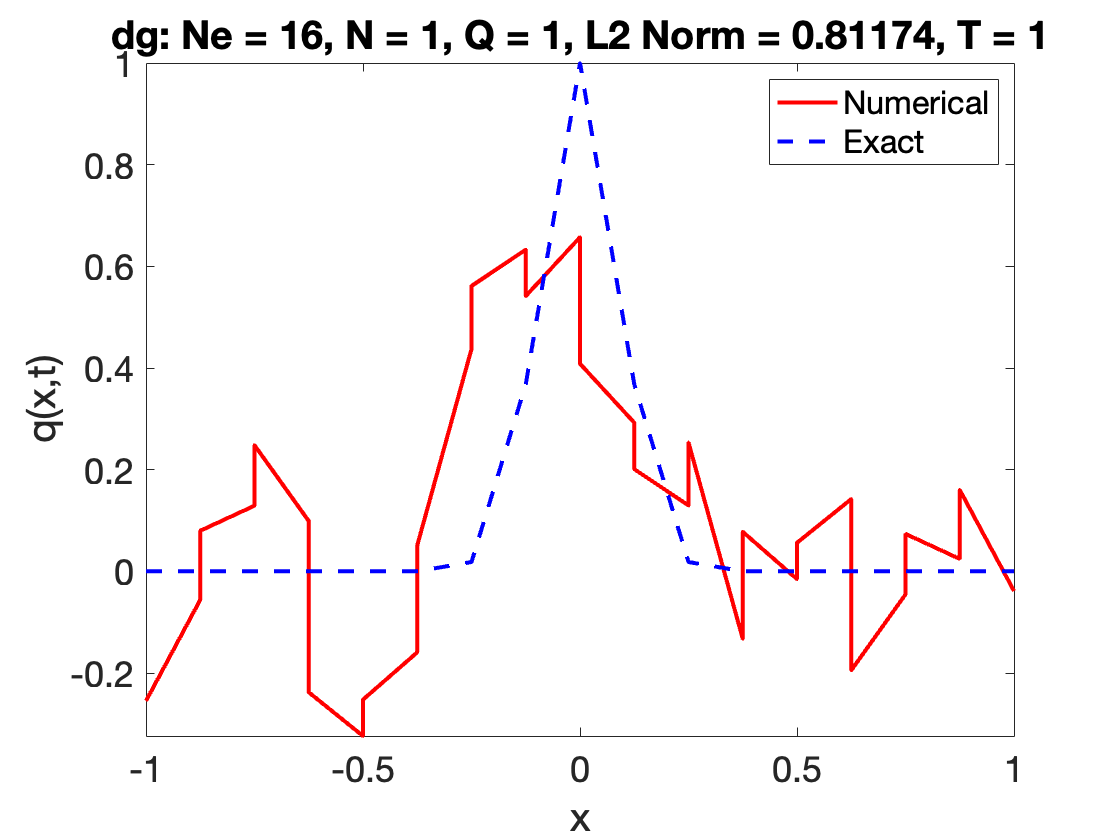 dg: Ne = 16, N = 1, Q = 1, L2 Norm = 0.81174, T = 1
Numerical
Exact
1
0.8
0.6
0.4
0.2
0
-0.2
q(x,t)
-1
-0.5
0
0.5
1
x